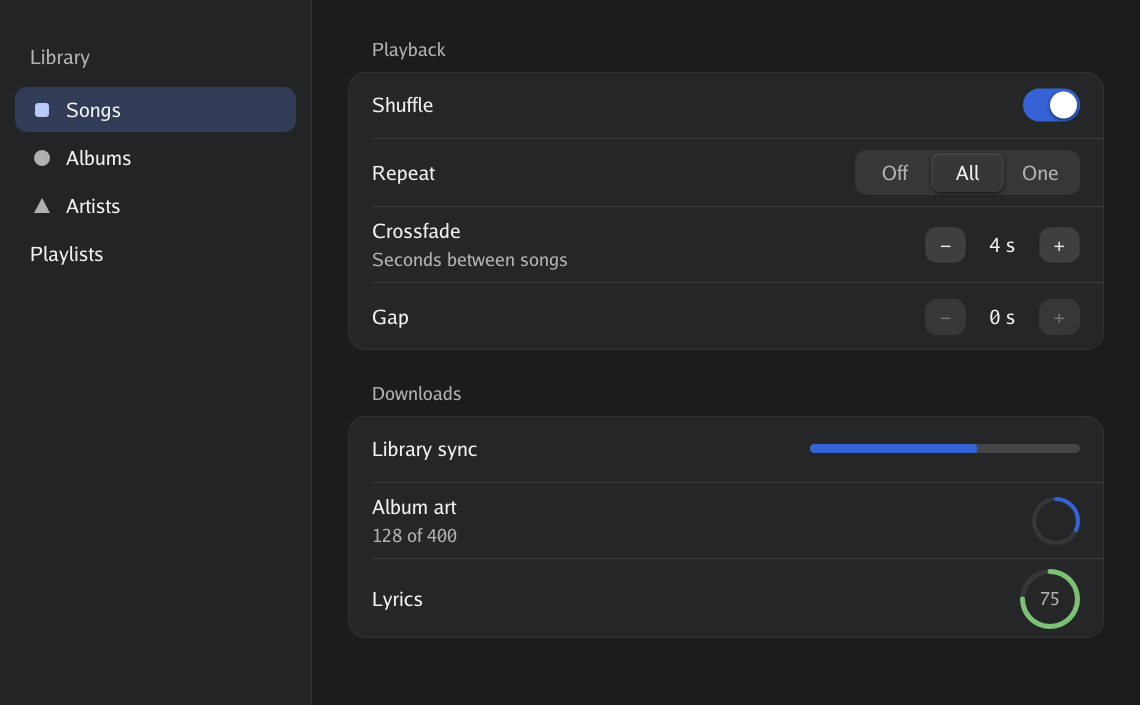 Library
Songs
Albums
Artists
Playlists
Playback
Shuffle
Repeat
Off All One
Crossfade
Seconds between songs
− 4 s +
Gap
− 0 s +
Downloads
Library sync
Album art
128 of 400
Lyrics
75